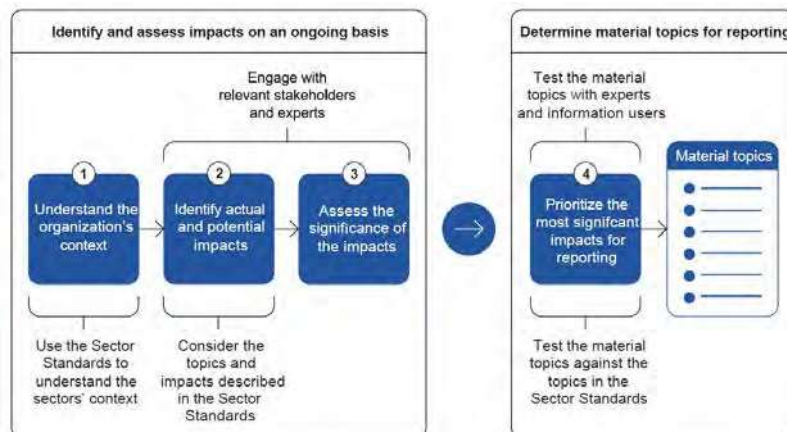 Identify and assess impacts on an ongoing basis
Engage with
relevant stakeholders
and experts
1
Understand the
organization's
context
2
Identify actual
and potential
impacts
3
Assess the
significance of
the impacts
Use the Sector
Standards to
understand the
sectors' context
Consider the
topics and
impacts described
in the Sector
Standards
Determine material topics for reporting
Test the material
topics with experts
and information users
4
Prioritize the
most signifcant
impacts for
reporting
Material topics
Test the material
topics against the
topics in the
Sector Standards